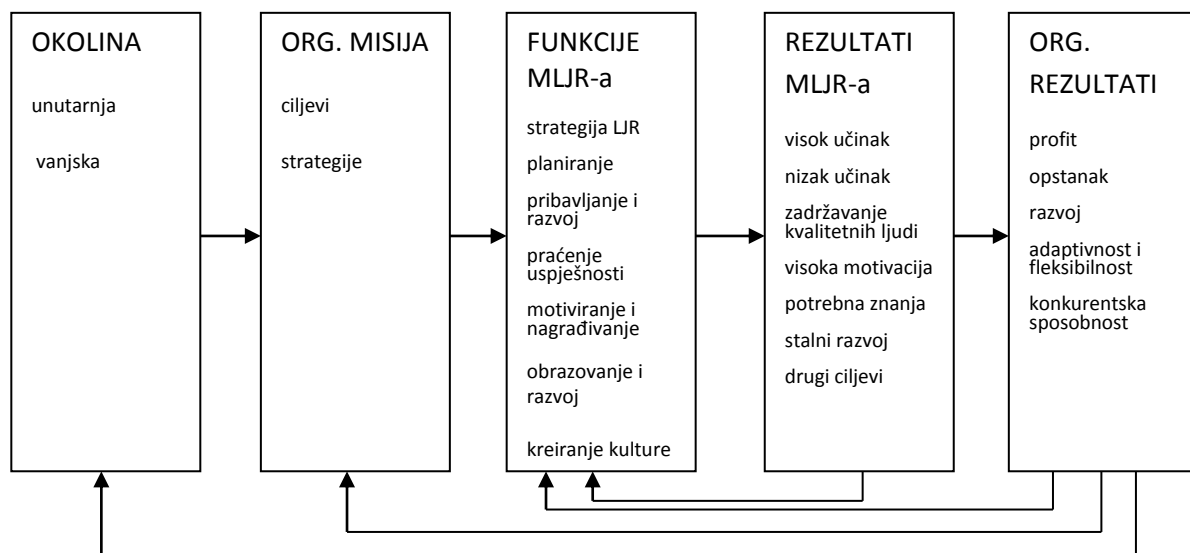 OKOLINA
unutarnja
vanjska
ORG. MISIJA
ciljevi
strategije
FUNKCIJE
MLJR-a
strategija LJR
planiranje
pribavljanje i
razvoj
praćenje
uspješnosti
motiviranje i
nagrađivanje
obrazovanje i
razvoj
kreiranje kulture
REZULTATI
MLJR-a
visok učinak
nizak učinak
zadržavanje
kvalitetnih ljudi
visoka motivacija
potrebna znanja
stalni razvoj
drugi ciljevi
ORG.
REZULTATI
profit
opstanak
razvoj
adaptivnost i
fleksibilnost
konkurentska
sposobnost